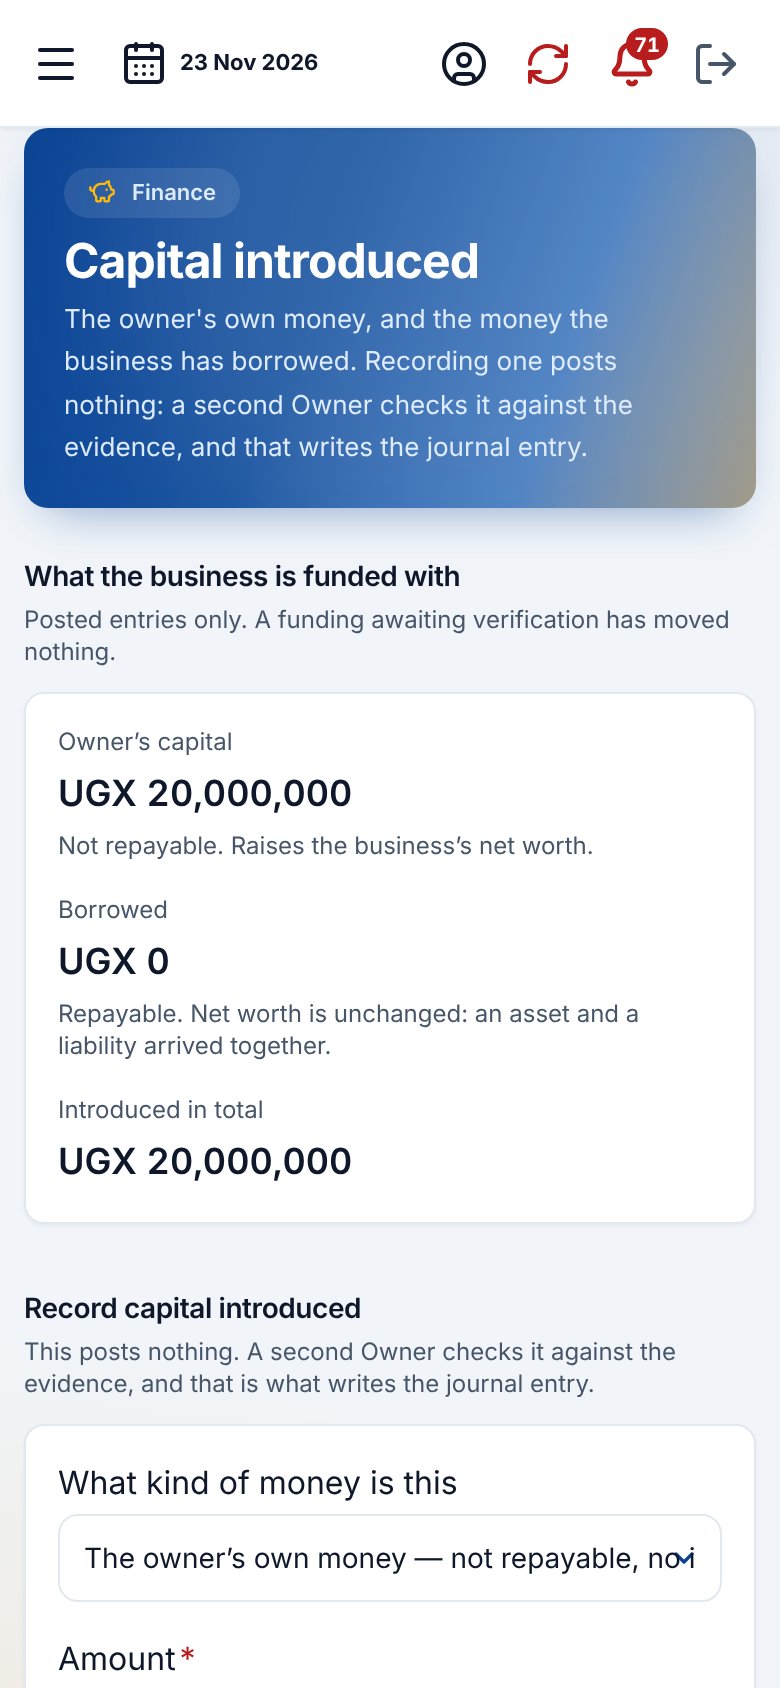 23 Nov 2026
71
Finance
Capital introduced
The owner's own money, and the money the
business has borrowed. Recording one posts
nothing: a second Owner checks it against the
evidence, and that writes the journal entry.
What the business is funded with
Posted entries only. A funding awaiting verification has moved
nothing.
Owner’s capital
UGX 20,000,000
Not repayable. Raises the business’s net worth.
Borrowed
UGX 0
Repayable. Net worth is unchanged: an asset and a
liability arrived together.
Introduced in total
UGX 20,000,000
Record capital introduced
This posts nothing. A second Owner checks it against the
evidence, and that is what writes the journal entry.
What kind of money is this
The owner’s own money — not repayable, no i
Amount*